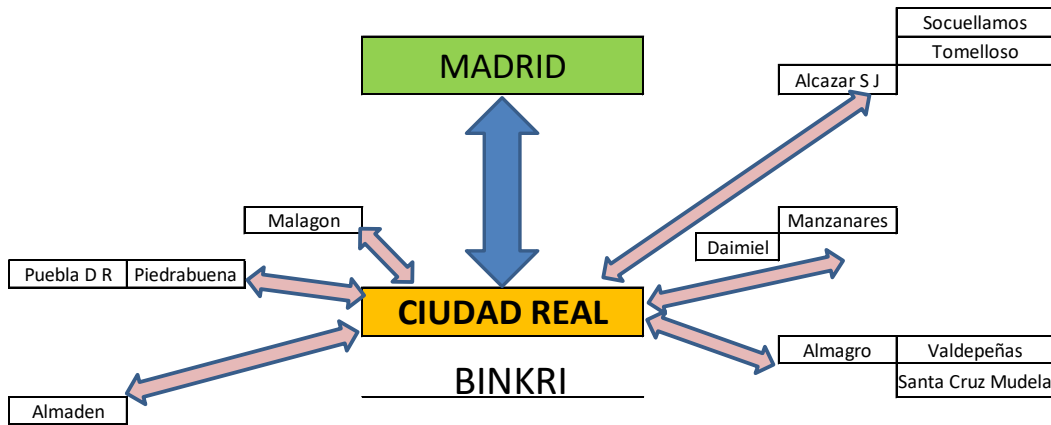 Socuellamos
MADRID
Tomelloso
Alcazar S J
Malagon
Manzanares
Daimiel
Puebla D R Piedrabuena
CIUDAD REAL
Almagro Valdepeñas
BINKRI
Santa Cruz Mudela
Almaden